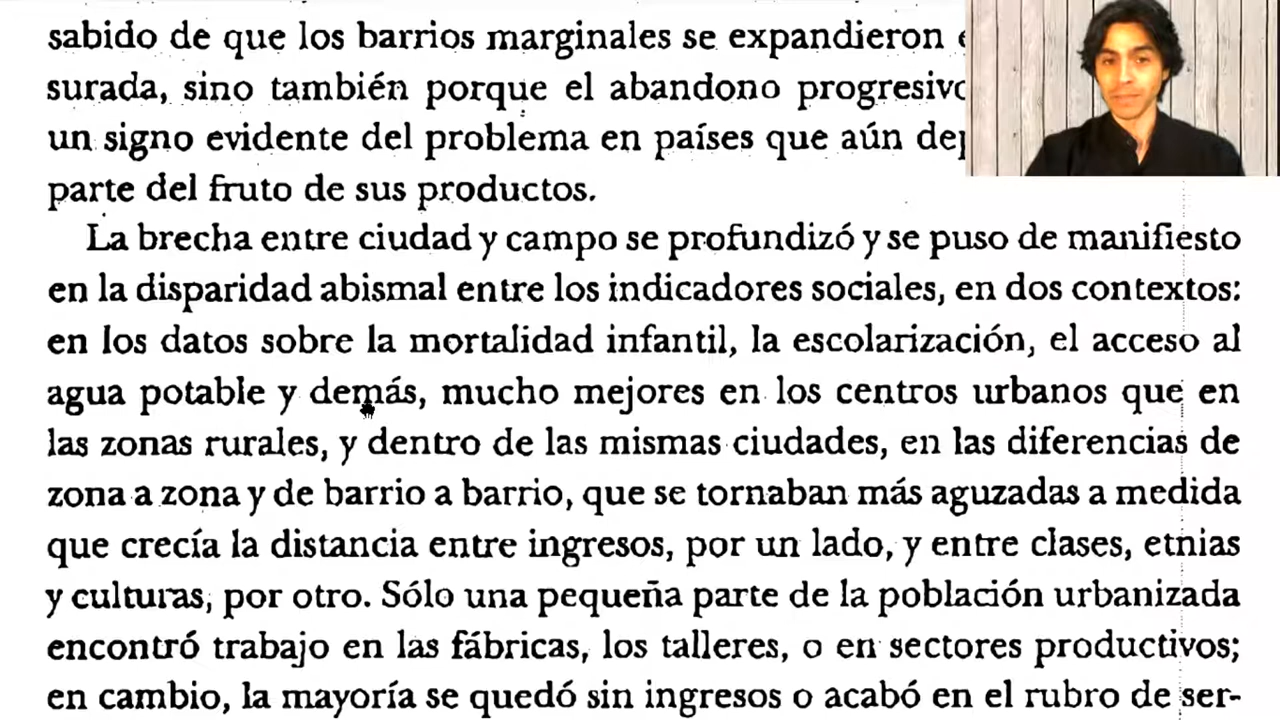 sabido de que los barrios marginales se expandieron
surada, sino también porque el abandono progresivo
un signo evidente del problema en países que aún
parte del fruto de sus productos.
La brecha entre ciudad y campo se profundizó y se puso de manifiesto
en la disparidad abismal entre los indicadores sociales, en dos contextos:
en los datos sobre la mortalidad infantil, la escolarización, el acceso al
agua potable y demás, mucho mejores en los centros urbanos que en
las zonas rurales, y dentro de las mismas ciudades, en las diferencias de
zona a zona y de barrio a barrio, que se tornaban más aguzadas a medida
que crecía la distancia entre ingresos, por un lado, y entre clases, etnias
y culturas, por otro. Sólo una pequeña parte de la población urbanizada
encontró trabajo en las fábricas, los talleres, o en sectores productivos;
en cambio, la mayoría se quedó sin ingresos o acabó en el rubro de ser-